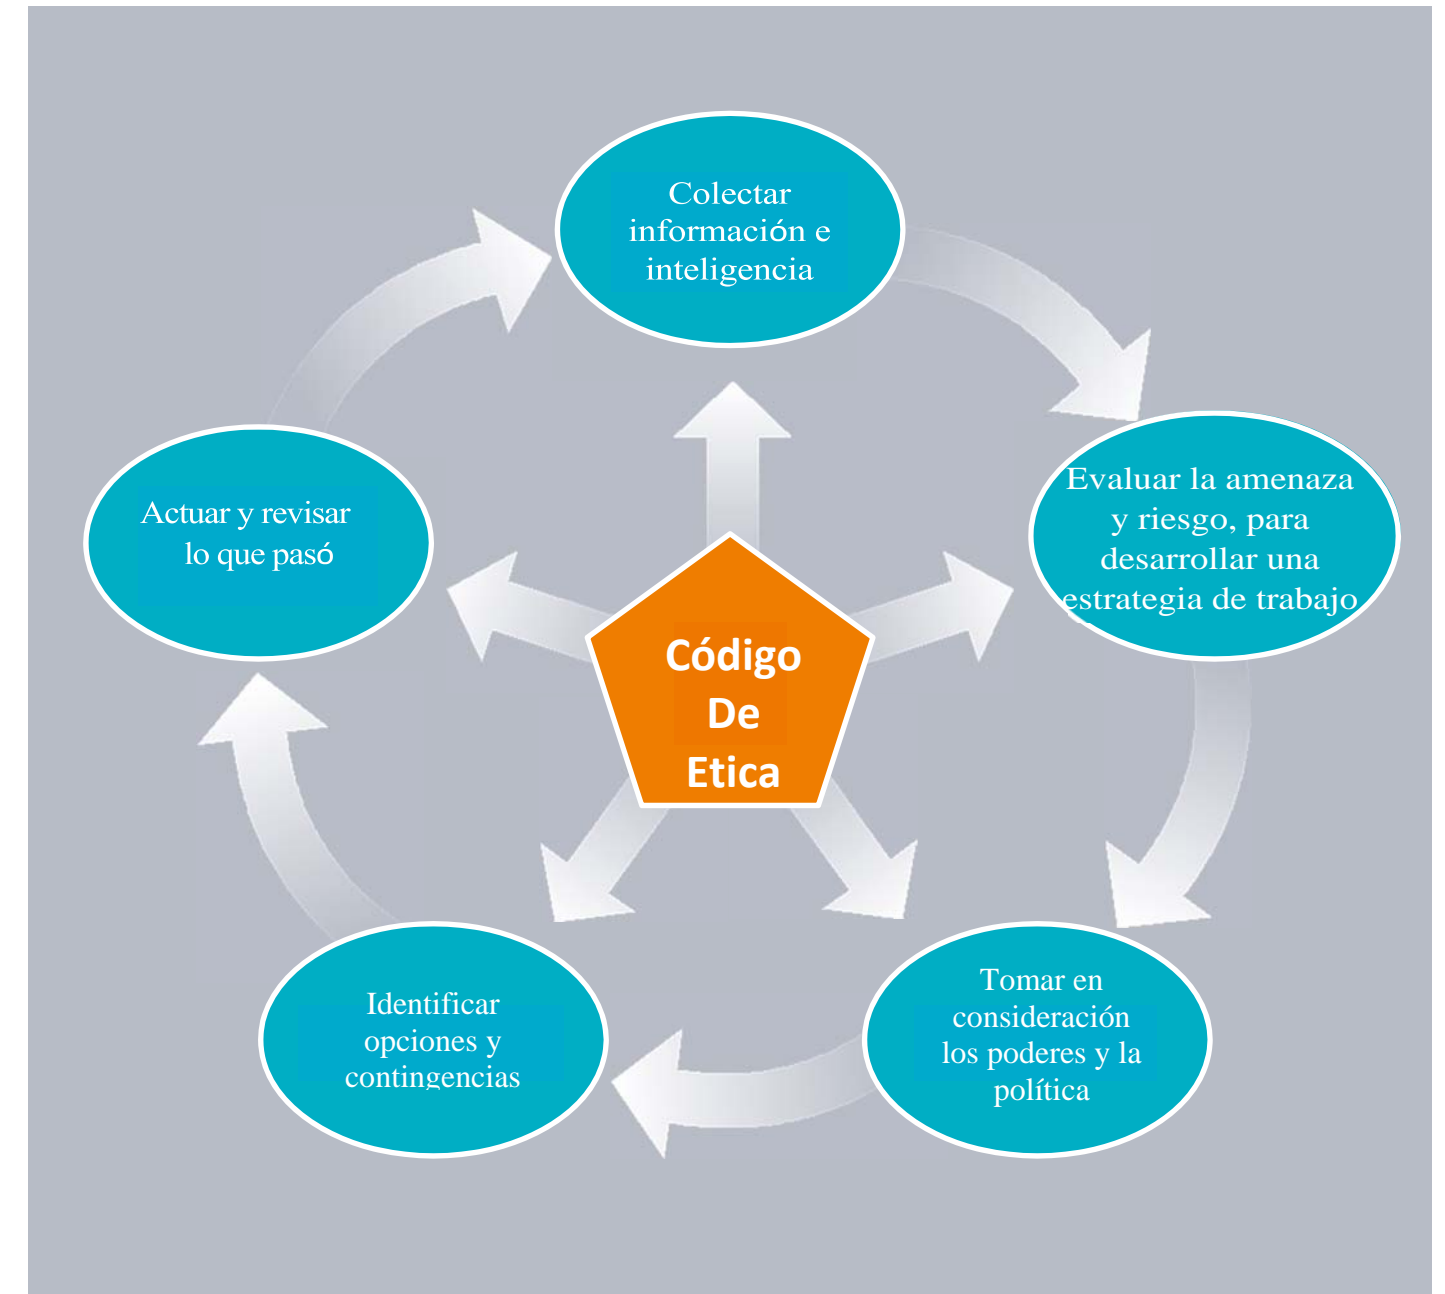 Colectar
información e
inteligencia
Evaluar la amenaza
y riesgo, para
desarrollar una
estrategia de trabajo
Tomar en
consideración
los poderes y la
política
Identificar
opciones y
contingencias
Actuar y revisar
lo que pasó
Código
De
Etica